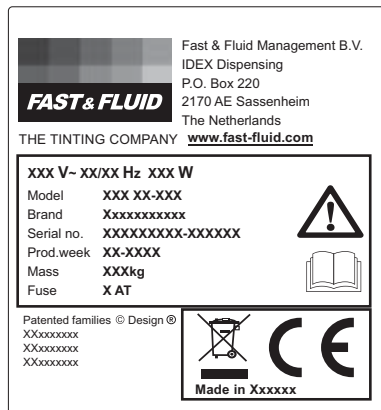 FAST & FLUID
THE TINTING COMPANY
Fast & Fluid Management B.V.
IDEX Dispensing
P.O. Box 220
2170 AE Sassenheim
The Netherlands
www.fast-fluid.com
XXX V~ XX/XX Hz XXX W
Model XXX XX-XXX
Brand Xxxxxxxxxxx
Serial no. XXXXXXXXX-XXXXXX
Prod.week XX-XXXX
Mass XXXkg
Fuse X AT
Patented families © Design ®
XXxxxxxxx
XXxxxxxxx
XXxxxxxxx
CE
Made in Xxxxxx